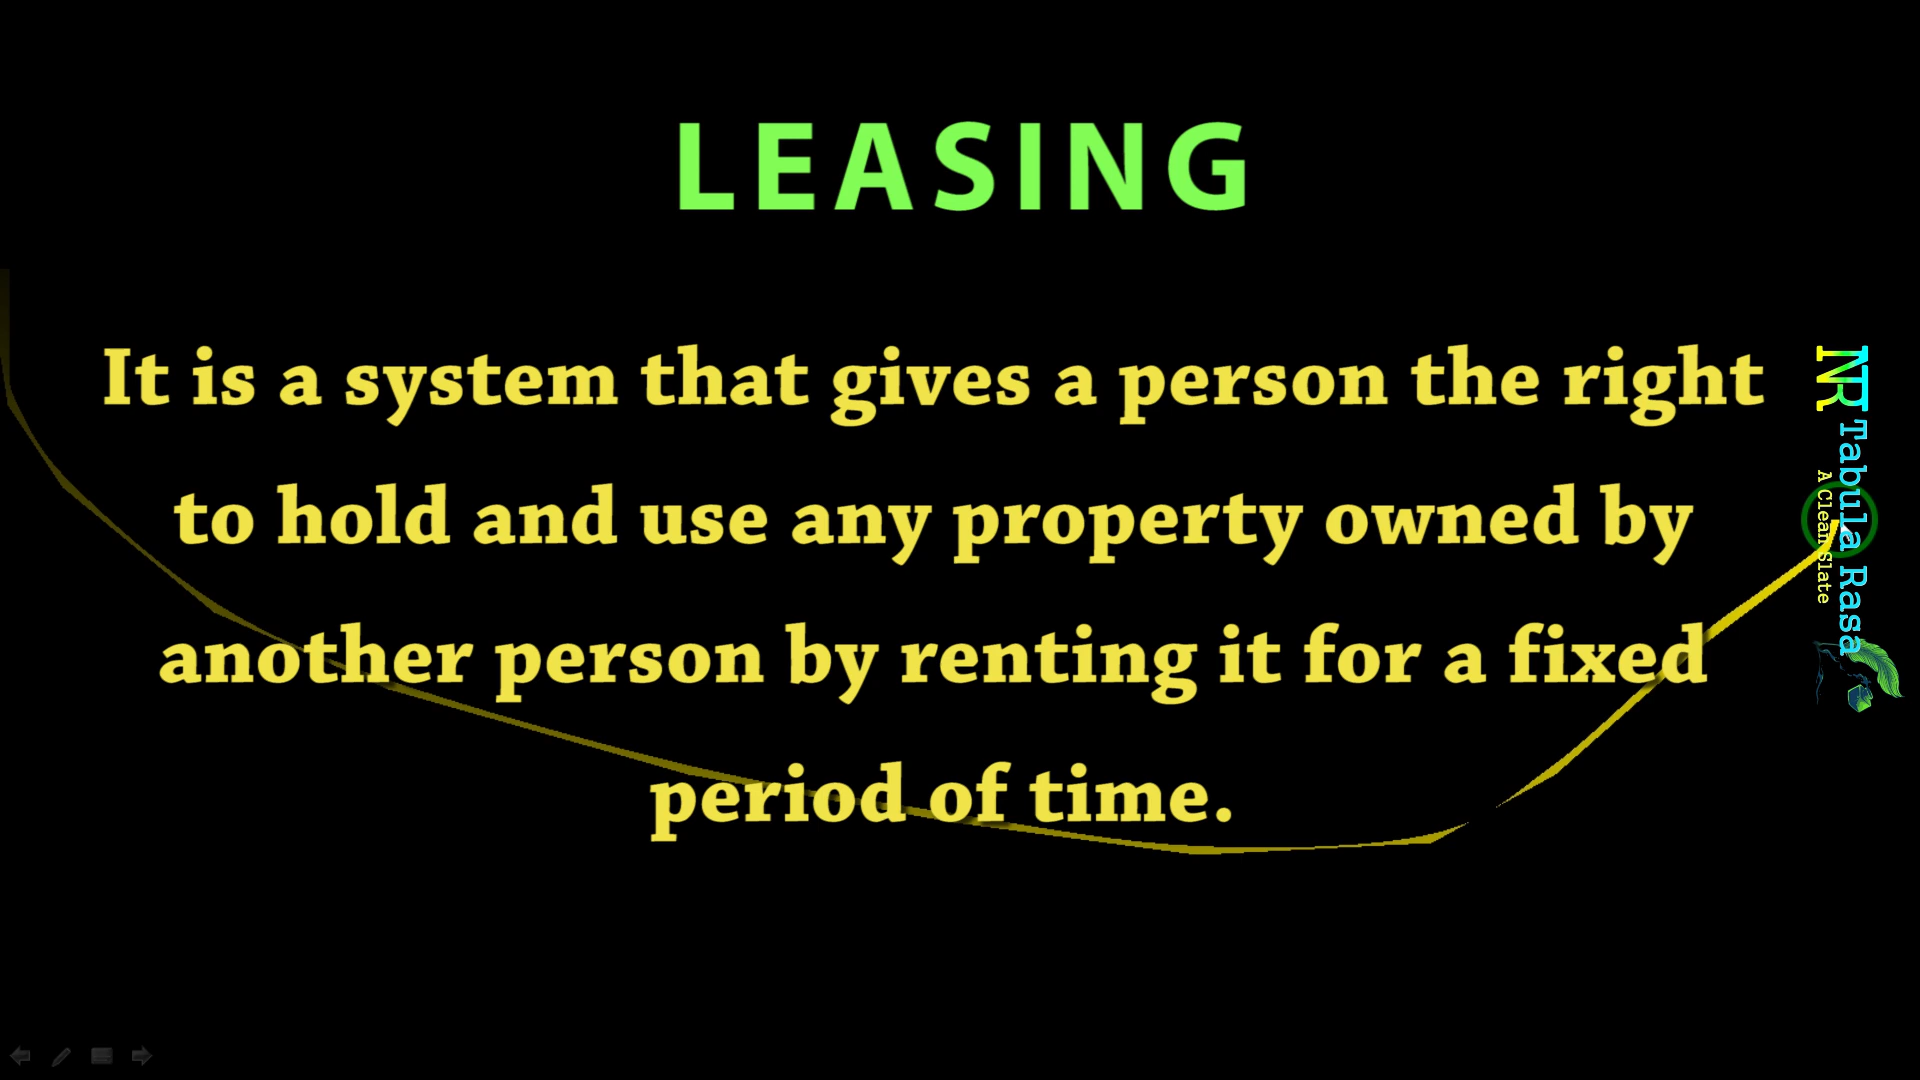 LEASING
It is a system that gives a person the right
to hold and use any property owned by
another person by renting it for a fixed
period of time.
NR Tabula Rasa
A Clean Slate